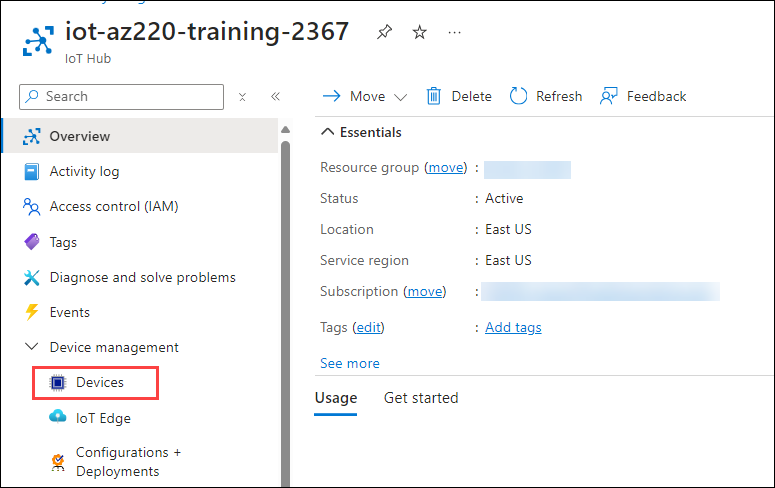 iot-az220-training-2367
IoT Hub
Search
Overview
Activity log
Access control (IAM)
Tags
Diagnose and solve problems
Events
Device management
Devices
IoT Edge
Configurations +
Deployments
Move
Delete
Refresh
Feedback
Essentials
Resource group (move) :
Status : Active
Location : East US
Service region : East US
Subscription (move) :
Tags (edit) : Add tags
See more
Usage Get started